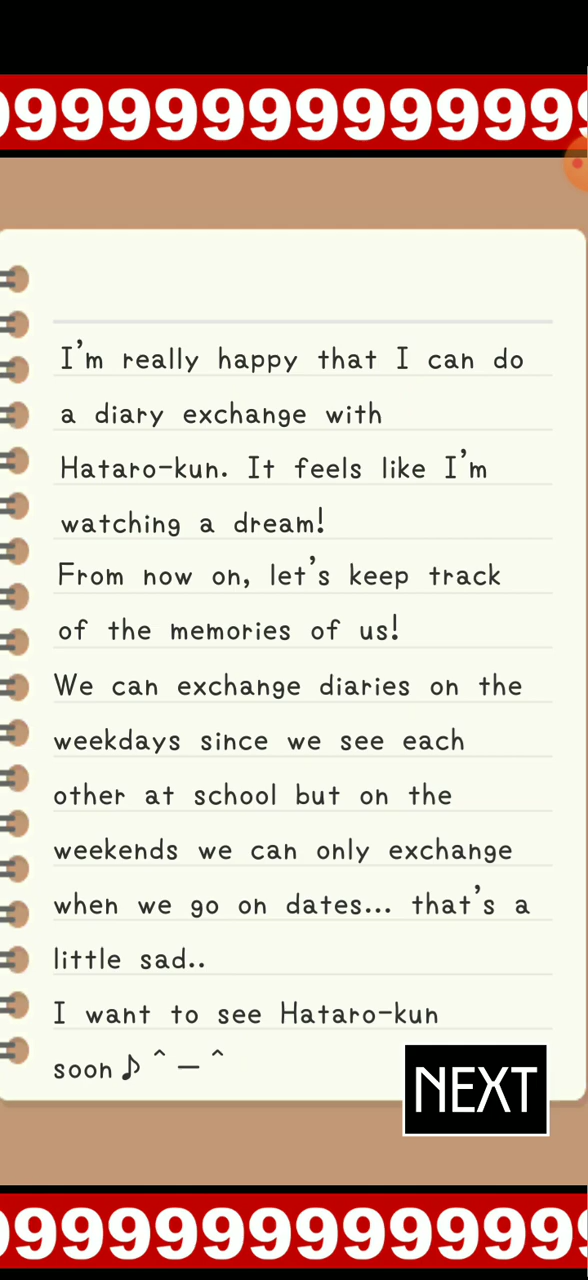 99999999999999
I'm really happy that I can do
a diary exchange with
Hataro-kun. It feels like I'm
watching a dream!
From now on, let's keep track
of the memories of us!
We can exchange diaries on the
weekdays since we see each
other at school but on the
weekends we can only exchange
when we go on dates... that's a
little sad..
I want to see Hataro-kun
soon♪ ^ — ^
NEXT
99999999999999